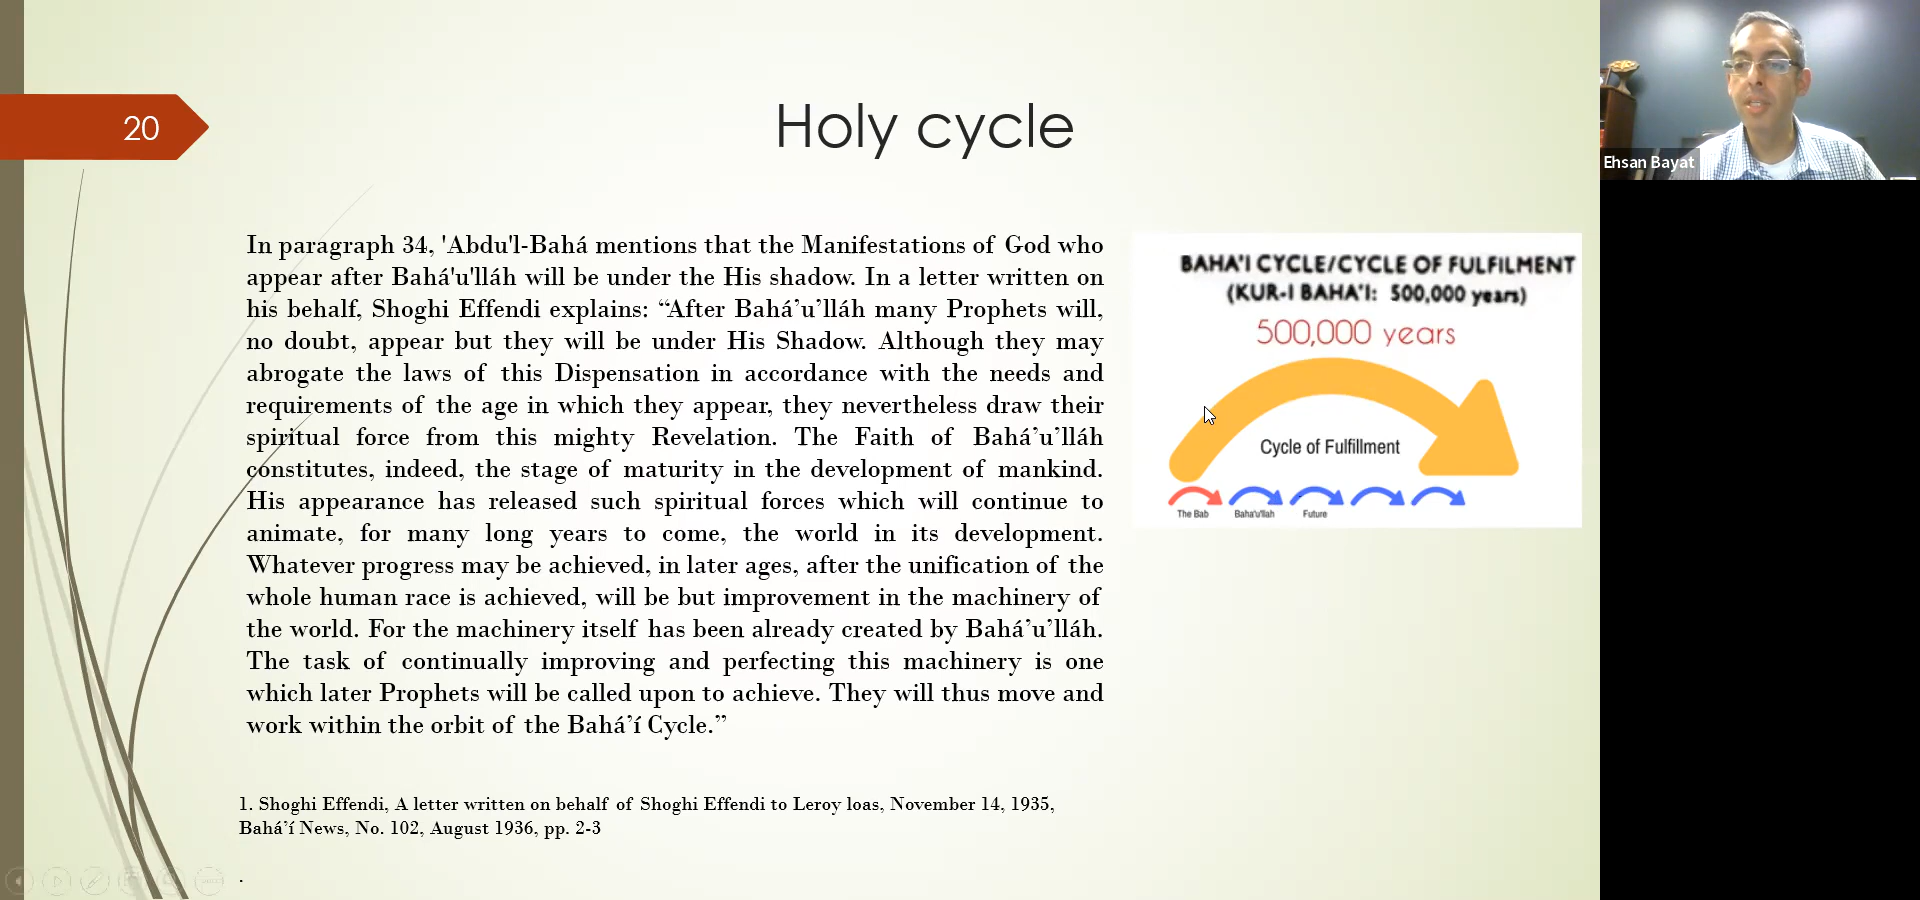 20
Holy cycle
In paragraph 34, 'Abdu'l-Bahá mentions that the Manifestations of God who
appear after Bahá'u'lláh will be under the His shadow. In a letter written on
his behalf, Shoghi Effendi explains: “After Bahá’u’lláh many Prophets will,
no doubt, appear but they will be under His Shadow. Although they may
abrogate the laws of this Dispensation in accordance with the needs and
requirements of the age in which they appear, they nevertheless draw their
spiritual force from this mighty Revelation. The Faith of Bahá’u’lláh
constitutes, indeed, the stage of maturity in the development of mankind.
His appearance has released such spiritual forces which will continue to
animate, for many long years to come, the world in its development.
Whatever progress may be achieved, in later ages, after the unification of the
whole human race is achieved, will be but improvement in the machinery of
the world. For the machinery itself has been already created by Bahá’u’lláh.
The task of continually improving and perfecting this machinery is one
which later Prophets will be called upon to achieve. They will thus move and
work within the orbit of the Bahá’í Cycle.”
1. Shoghi Effendi, A letter written on behalf of Shoghi Effendi to Leroy loas, November 14, 1935,
Bahá’í News, No. 102, August 1936, pp. 2-3
.
BAHA'I CYCLE/CYCLE OF FULFILMENT
(KUR-I BAHA'I: 500,000 years)
500,000 years
Cycle of Fulfillment
The Bab
Baha'u'llah
Future
Ehsan Bayat